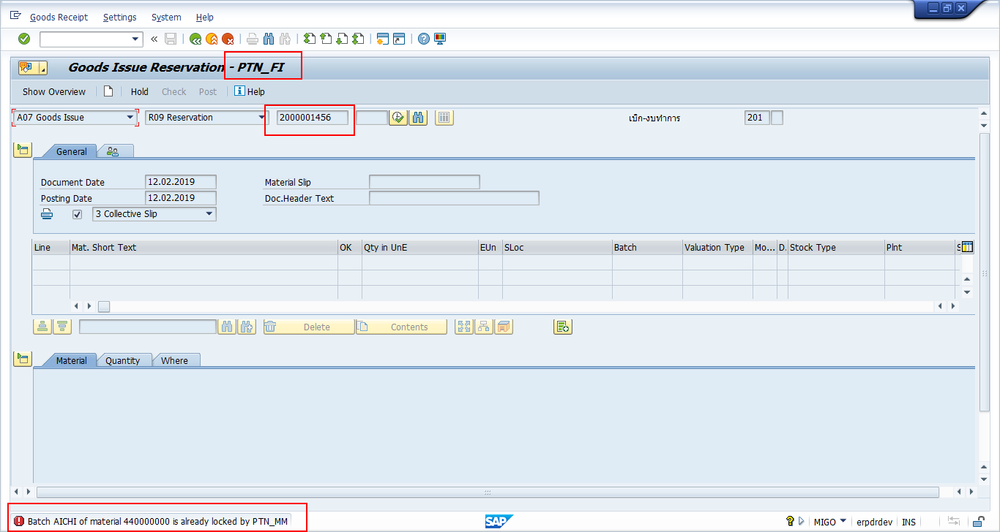 Goods Receipt Settings System Help
Goods Issue Reservation - PTN_FI
Show Overview Hold Check Post Help
A07 Goods Issue R09 Reservation 2000001456 เบิก-งบทำการ 201
General
Document Date 12.02.2019 Material Slip
Posting Date 12.02.2019 Doc.Header Text
3 Collective Slip
Line Mat. Short Text OK Qty in UnE EUn SLoc Batch Valuation Type Mo... D. Stock Type Plnt S
Delete Contents
Material Quantity Where
Batch AICHI of material 440000000 is already locked by PTN_MM SAP MIGO erpdrdev INS